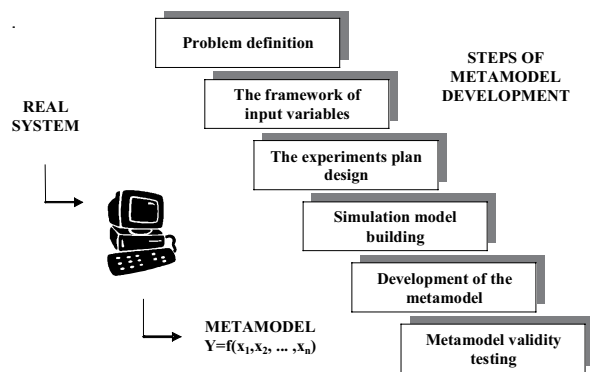 Problem definition
STEPS OF
METAMODEL
DEVELOPMENT
The framework of
input variables
REAL
SYSTEM
The experiments plan
design
Simulation model
building
Development of the
metamodel
METAMODEL
Y=f(x₁,x₂, ... ,xₙ)
Metamodel validity
testing